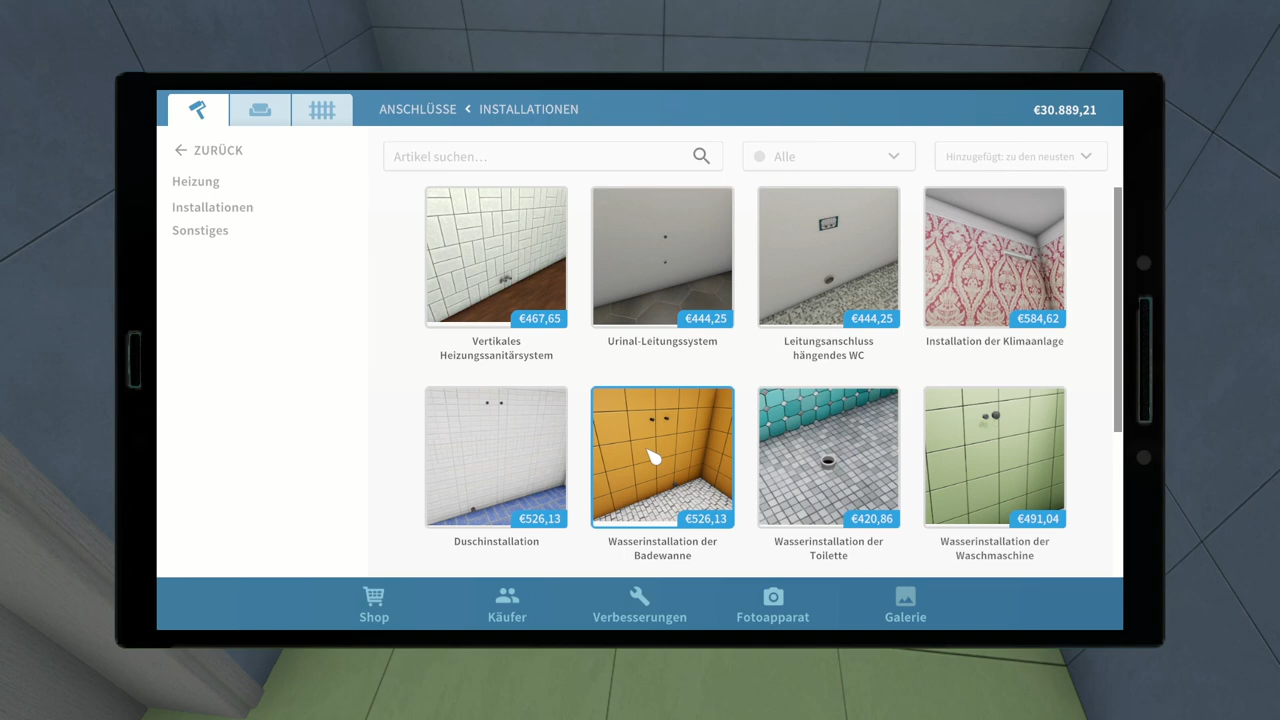 ANSCHLÜSSE < INSTALLATIONEN
€30.889,21
ZURÜCK
Artikel suchen...
Alle
Hinzugefügt: zu den neusten
Heizung
Installationen
Sonstiges
€467,65
€444,25
€444,25
€584,62
Vertikales
Heizungssanitärsystem
Urinal-Leitungssystem
Leitungsanschluss
hängendes WC
Installation der Klimaanlage
€526,13
€526,13
€420,86
€491,04
Duschinstallation
Wasserinstallation der
Badewanne
Wasserinstallation der
Toilette
Wasserinstallation der
Waschmaschine
Shop
Käufer
Verbesserungen
Fotoapparat
Galerie